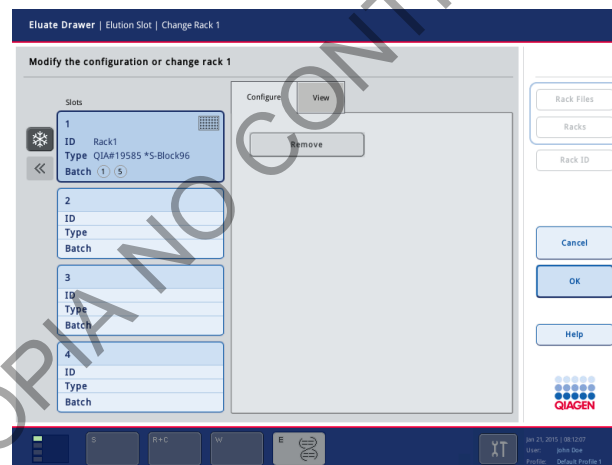 Eluate Drawer | Elution Slot | Change Rack 1
Modify the configuration or change rack 1
Slots
1
ID Rack1
Type QIA#19585 *S-Block96
Batch 1 5
2
ID
Type
Batch
3
ID
Type
Batch
4
ID
Type
Batch
Configure View
Remove
Rack Files
Racks
Rack ID
Cancel
OK
Help
QIAGEN
S R+C W E
Jan 21, 2015 | 08:12:07
User: John Doe
Profile: Default Profile 1
COPIA NO CONT